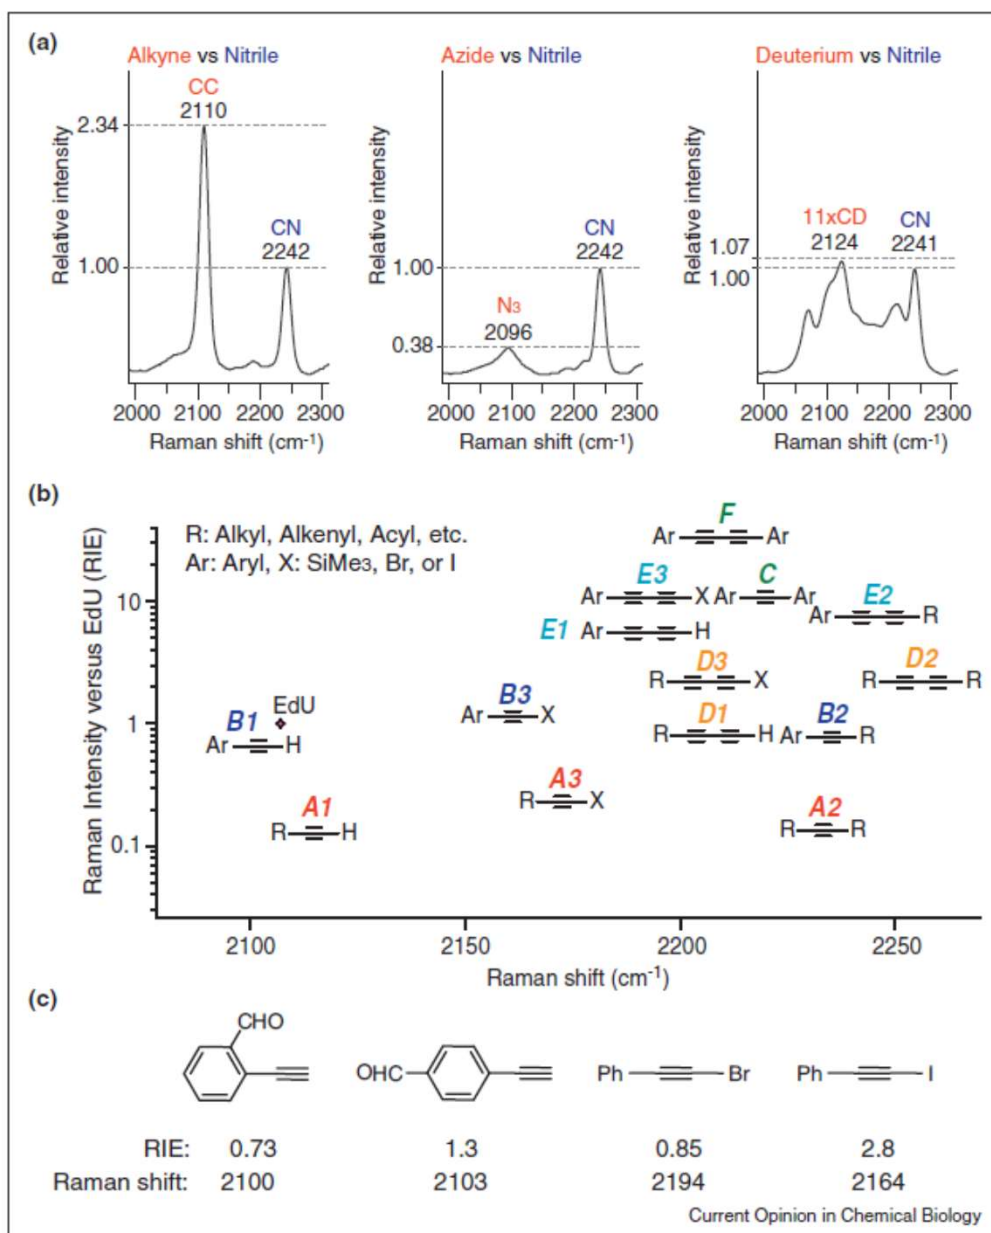 (a)
Alkyne vs Nitrile
CC
2110
2.34
CN
2242
1.00
Relative intensity
2000 2100 2200 2300
Raman shift (cm-1)
Azide vs Nitrile
CN
2242
1.00
N3
2096
0.38
Relative intensity
2000 2100 2200 2300
Raman shift (cm-1)
Deuterium vs Nitrile
11xCD
2124
CN
2241
1.07
1.00
Relative intensity
2000 2100 2200 2300
Raman shift (cm-1)
(b)
R: Alkyl, Alkenyl, Acyl, etc.
Ar: Aryl, X: SiMe3, Br, or I
Raman Intensity versus EdU (RIE)
10
1
0.1
F
Ar Ar
E3
Ar X
C
Ar Ar
E2
Ar R
E1 Ar H
D3
R X
D2
R R
B3
Ar X
EdU
B1
Ar H
D1
R H
B2
Ar R
A3
R X
A1
R H
A2
R R
2100 2150 2200 2250
Raman shift (cm-1)
(c)
CHO
OHC
Ph Br
Ph I
RIE: 0.73 1.3 0.85 2.8
Raman shift: 2100 2103 2194 2164
Current Opinion in Chemical Biology